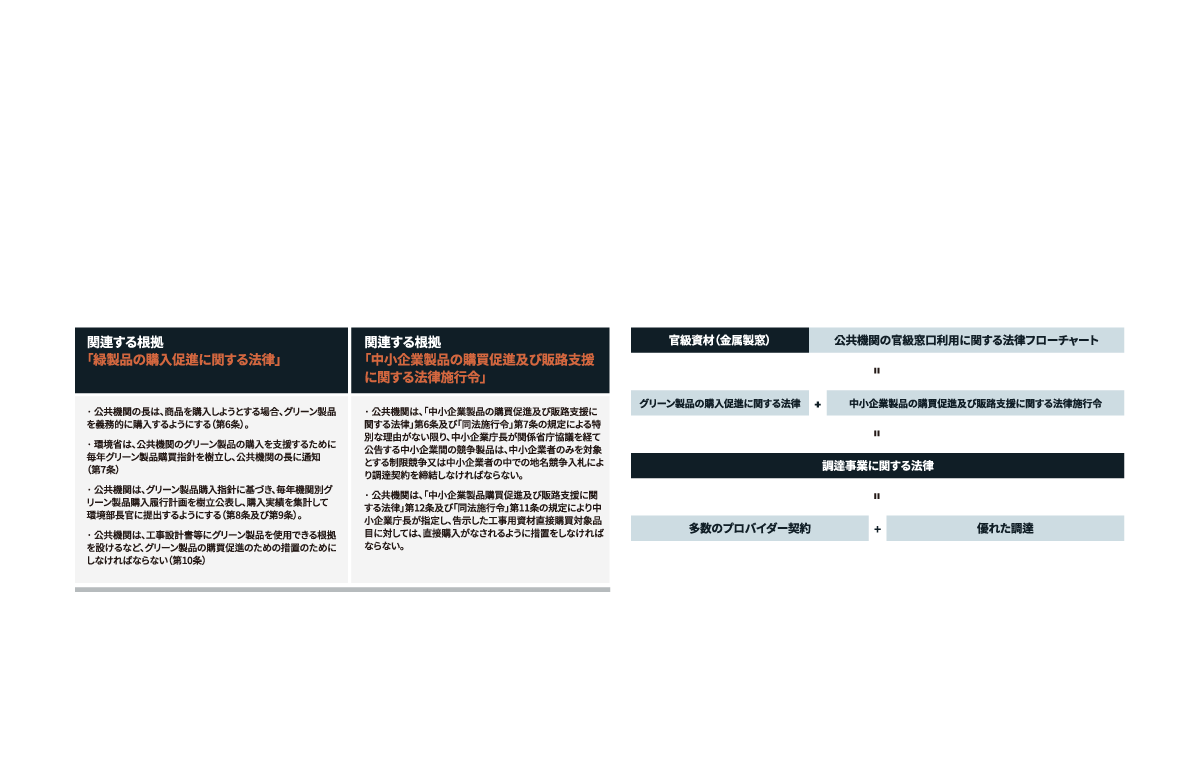 関連する根拠
「緑製品の購入促進に関する法律」
・公共機関の長は、商品を購入しようとする場合、グリーン製品
を義務的に購入するようにする（第6条）。
・環境省は、公共機関のグリーン製品の購入を支援するために
毎年グリーン製品購買指針を樹立し、公共機関の長に通知
（第7条）
・公共機関は、グリーン製品購入指針に基づき、毎年機関別グ
リーン製品購入履行計画を樹立公表し、購入実績を集計して
環境部長官に提出するようにする（第8条及び第9条）。
・公共機関は、工事設計書等にグリーン製品を使用できる根拠
を設けるなど、グリーン製品の購買促進のための措置のために
しなければならない（第10条）
関連する根拠
「中小企業製品の購買促進及び販路支援
に関する法律施行令」
・公共機関は、「中小企業製品の購買促進及び販路支援に
関する法律」第6条及び「同法施行令」第7条の規定による特
別な理由がない限り、中小企業庁長が関係省庁協議を経て
公告する中小企業間の競争製品は、中小企業者のみを対象
とする制限競争又は中小企業者の中での地名競争入札によ
り調達契約を締結しなければならない。
・公共機関は、「中小企業製品購買促進及び販路支援に関
する法律」第12条及び「同法施行令」第11条の規定により中
小企業庁長が指定し、告示した工事用資材直接購買対象品
目に対しては、直接購入がなされるように措置をしなければ
ならない。
官級資材（金属製窓） 公共機関の官級窓口利用に関する法律フローチャート
=
グリーン製品の購入促進に関する法律 + 中小企業製品の購買促進及び販路支援に関する法律施行令
=
調達事業に関する法律
=
多数のプロバイダー契約 + 優れた調達